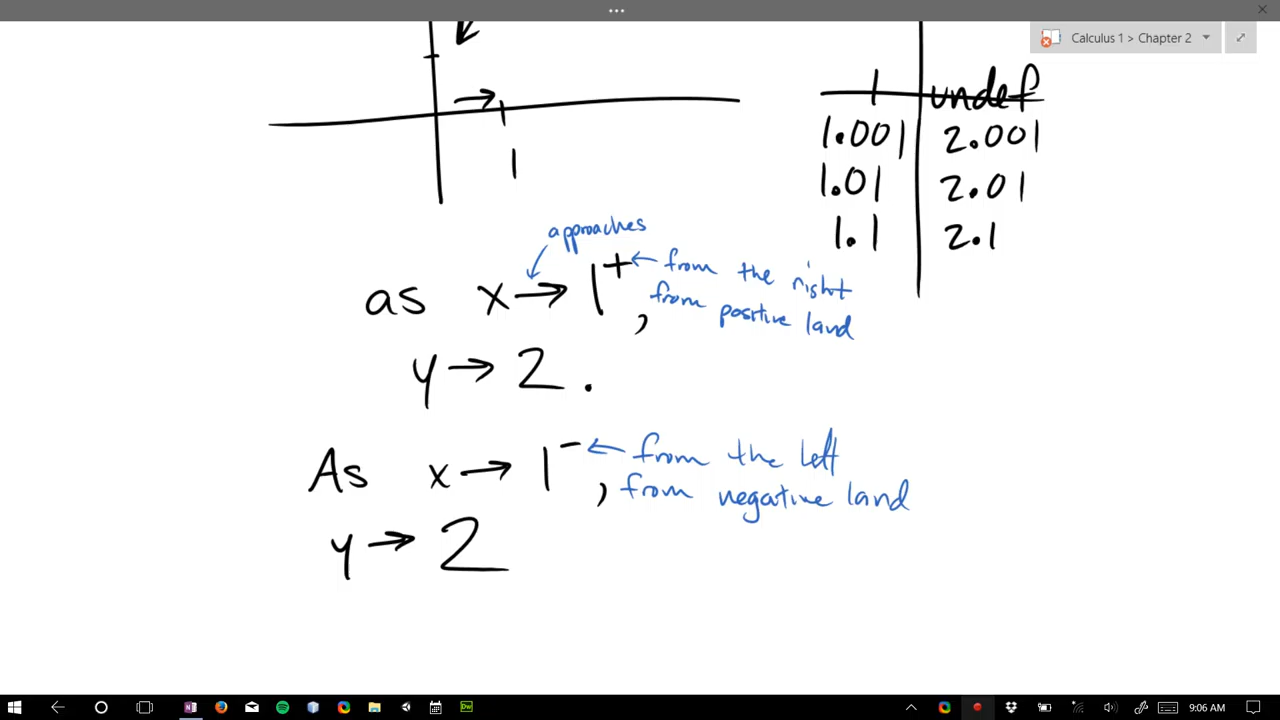 Calculus 1 > Chapter 2
1 undef
1.001 2.001
1.01 2.01
1.1 2.1
1
approaches
as x → 1⁺ ← from the right
, from positive land
y → 2.
As x → 1⁻ ← from the left
, from negative land
y → 2
Dw
9:06 AM